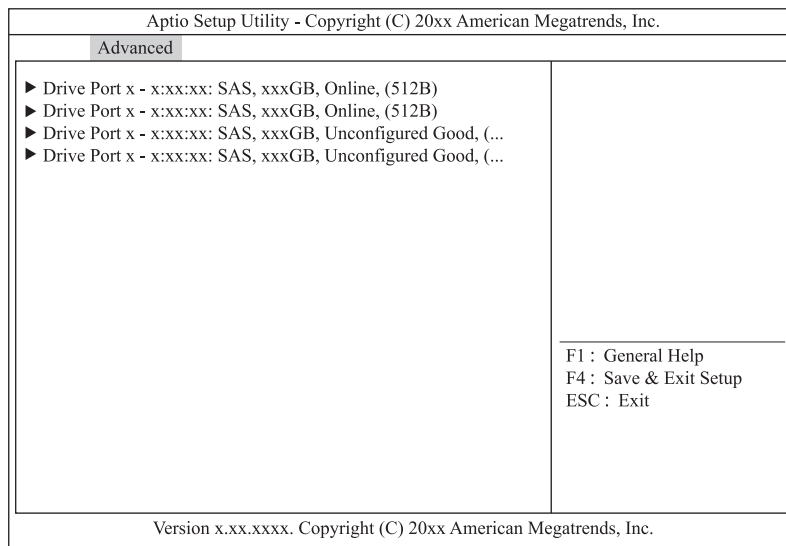 Aptio Setup Utility - Copyright (C) 20xx American Megatrends, Inc.
Advanced
▶ Drive Port x - x:xx:xx: SAS, xxxGB, Online, (512B)
▶ Drive Port x - x:xx:xx: SAS, xxxGB, Online, (512B)
▶ Drive Port x - x:xx:xx: SAS, xxxGB, Unconfigured Good, (...
▶ Drive Port x - x:xx:xx: SAS, xxxGB, Unconfigured Good, (...
F1 : General Help
F4 : Save & Exit Setup
ESC : Exit
Version x.xx.xxxx. Copyright (C) 20xx American Megatrends, Inc.